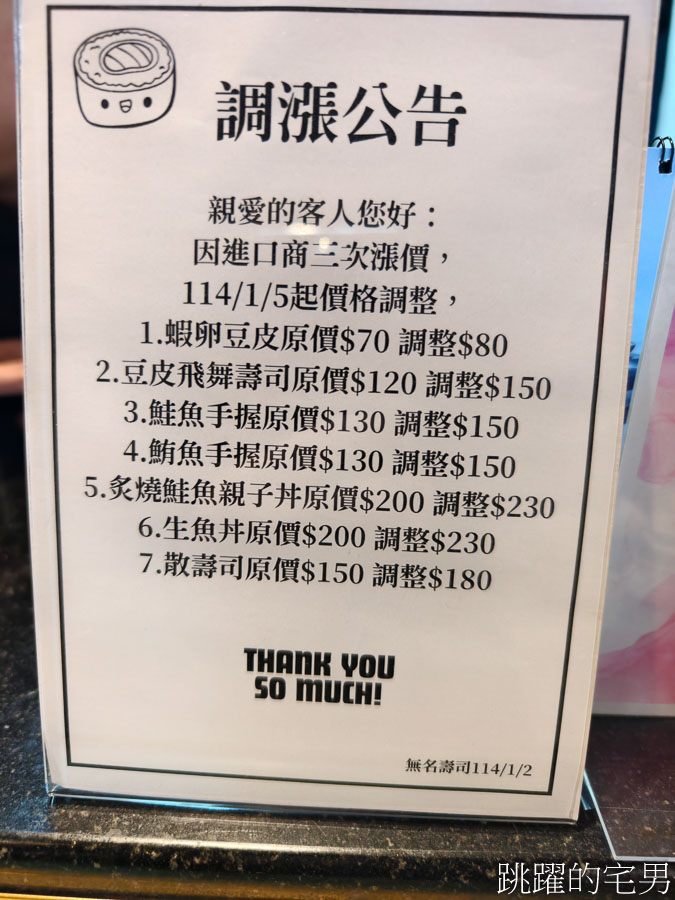 調漲公告
親愛的客人您好：
因進口商三次漲價，
114/1/5起價格調整，
1.蝦卵豆皮原價$70 調整$80
2.豆皮飛舞壽司原價$120 調整$150
3.鮭魚手握原價$130 調整$150
4.鮪魚手握原價$130 調整$150
5.炙燒鮭魚親子丼原價$200 調整$230
6.生魚丼原價$200 調整$230
7.散壽司原價$150 調整$180
THANK YOU
SO MUCH!
無名壽司114/1/2
跳躍的宅男